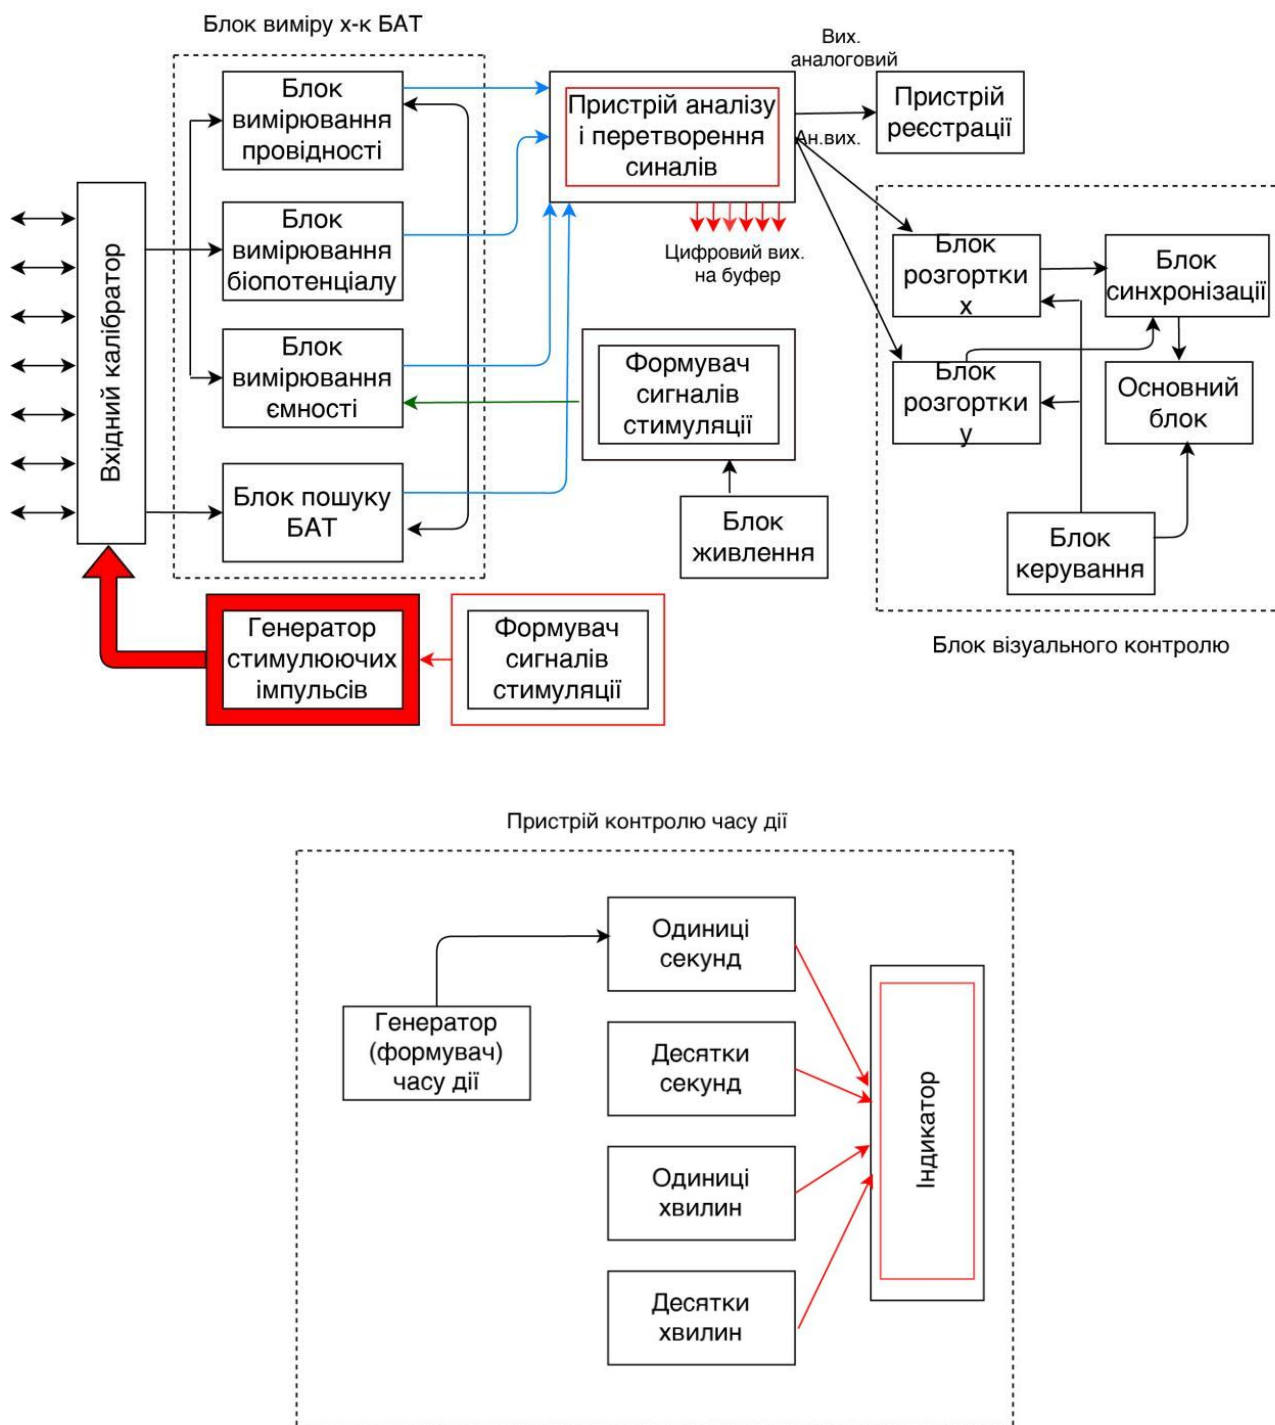 Блок виміру х-к БАТ
Блок
вимірювання
провідності
Блок
вимірювання
біопотенціалу
Блок
вимірювання
ємності
Блок пошуку
БАТ
Вхідний калібратор
Пристрій аналізу
і перетворення
синалів
Вих.
аналоговий
Ан.вих.
Пристрій
реєстрації
Цифровий вих.
на буфер
Формувач
сигналів
стимуляції
Блок
живлення
Блок
розгортки
х
Блок
синхронізації
Блок
розгортки
у
Основний
блок
Блок
керування
Блок візуального контролю
Генератор
стимулюючих
імпульсів
Формувач
сигналів
стимуляції
Пристрій контролю часу дії
Генератор
(формувач)
часу дії
Одиниці
секунд
Десятки
секунд
Одиниці
хвилин
Десятки
хвилин
Індикатор